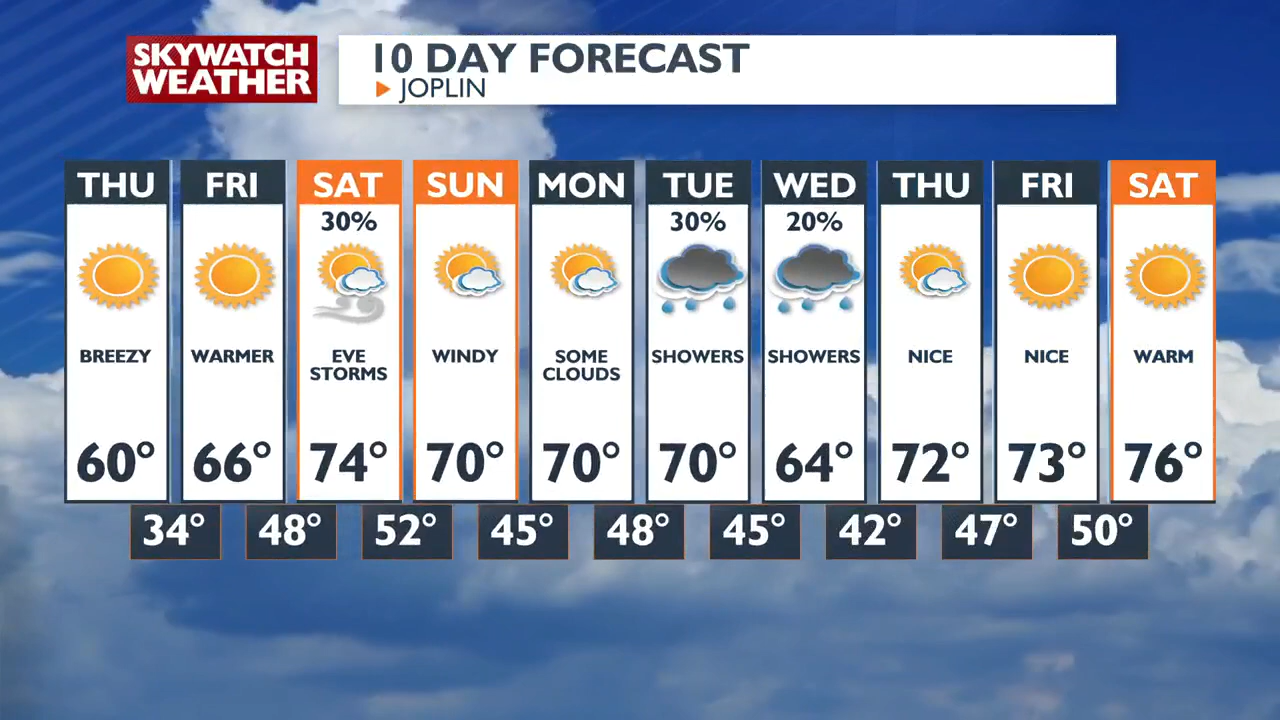 SKYWATCH
WEATHER
10 DAY FORECAST
JOPLIN
THU FRI SAT SUN MON TUE WED THU FRI SAT
30% 30% 20%
BREEZY WARMER EVE WINDY SOME SHOWERS SHOWERS NICE NICE WARM
STORMS CLOUDS
60° 66° 74° 70° 70° 70° 64° 72° 73° 76°
34° 48° 52° 45° 48° 45° 42° 47° 50°